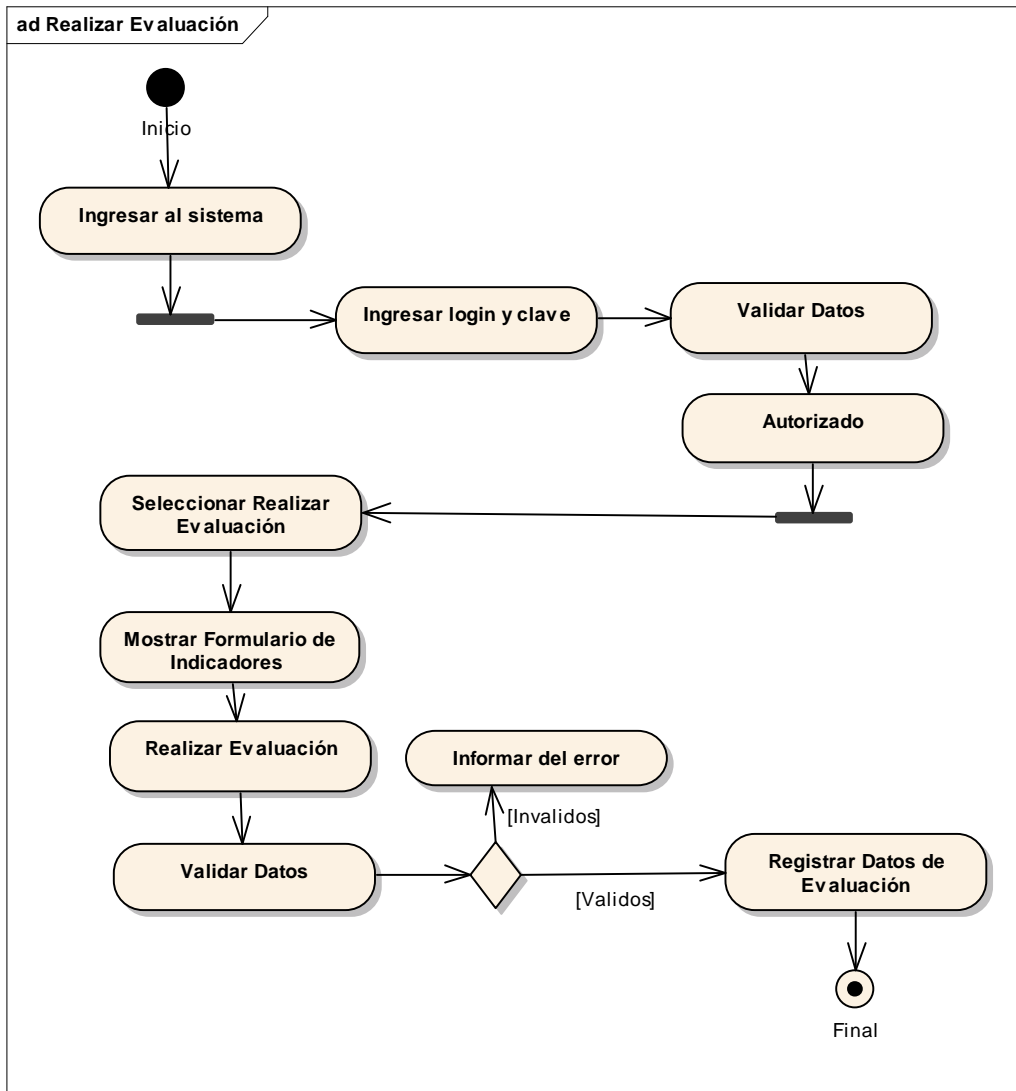 ad Realizar Evaluación
Inicio
Ingresar al sistema
Ingresar login y clave
Validar Datos
Autorizado
Seleccionar Realizar
Evaluación
Mostrar Formulario de
Indicadores
Realizar Evaluación
Informar del error
[Invalidos]
Validar Datos
[Validos]
Registrar Datos de
Evaluación
Final